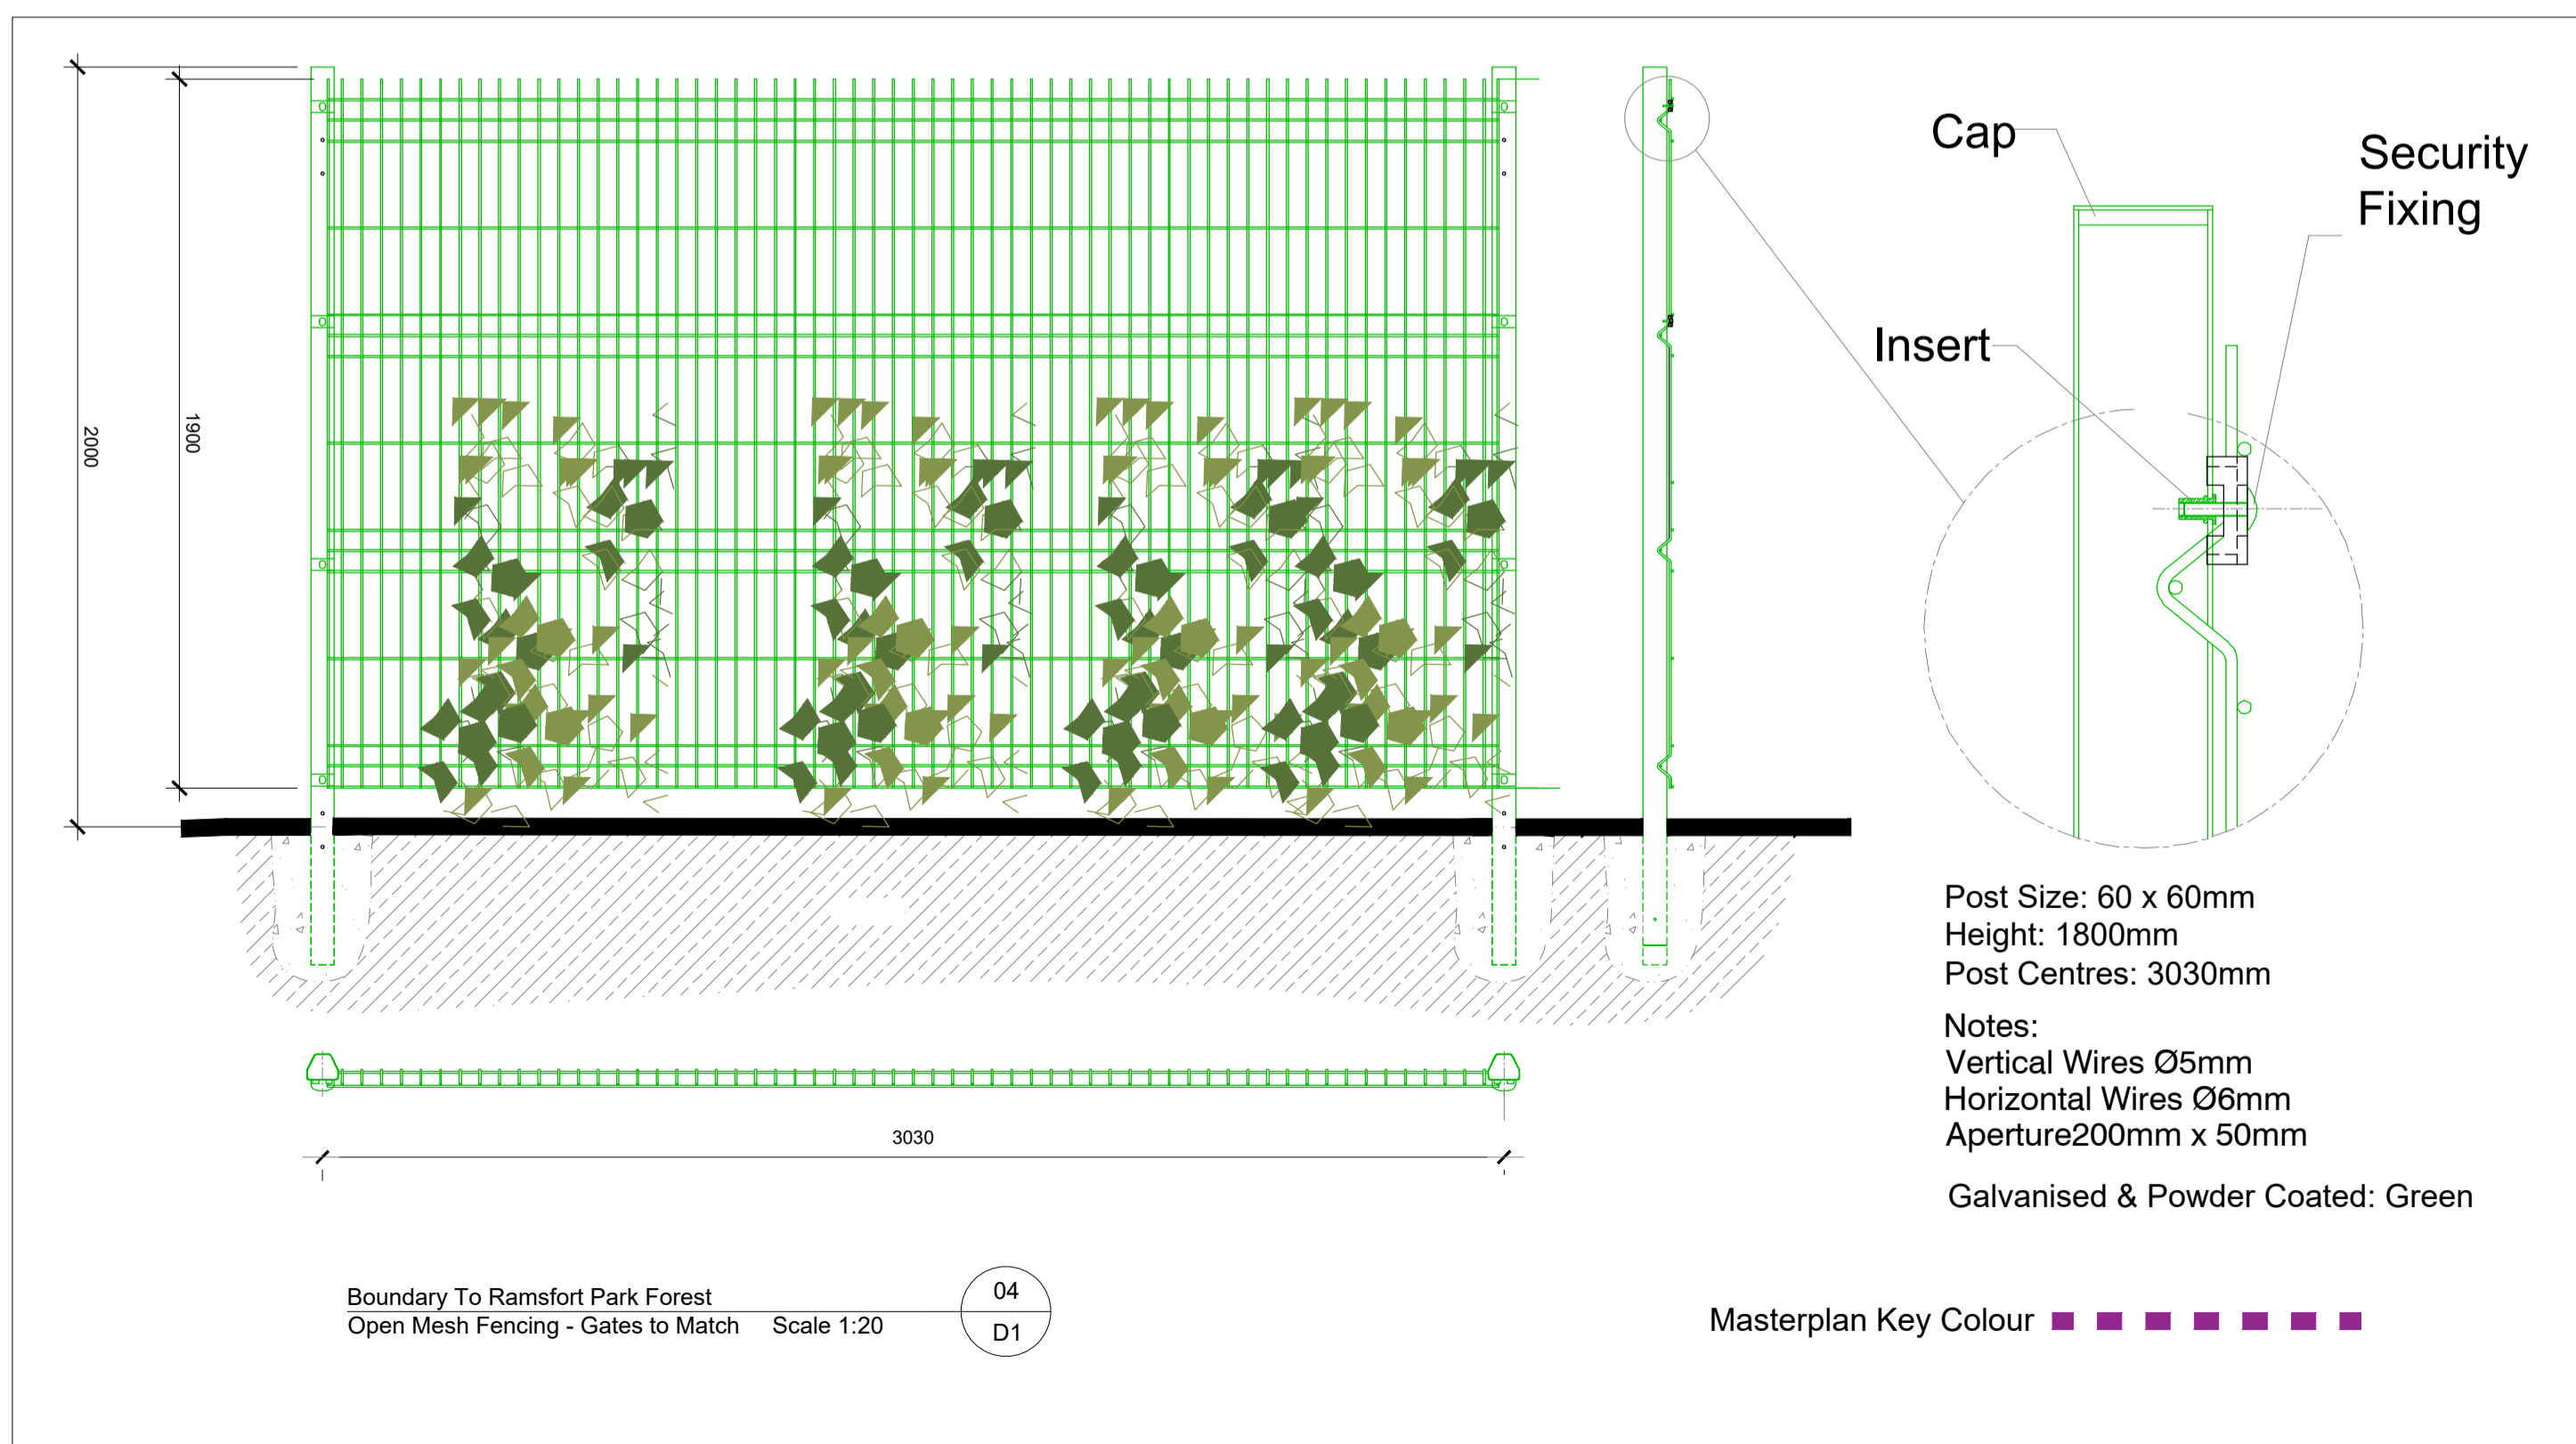 2000
1900
Cap
Security
Fixing
Insert
Post Size: 60 x 60mm
Height: 1800mm
Post Centres: 3030mm
Notes:
Vertical Wires Ø5mm
Horizontal Wires Ø6mm
Aperture200mm x 50mm
Galvanised & Powder Coated: Green
3030
Boundary To Ramsfort Park Forest
Open Mesh Fencing - Gates to Match Scale 1:20
04
D1
Masterplan Key Colour